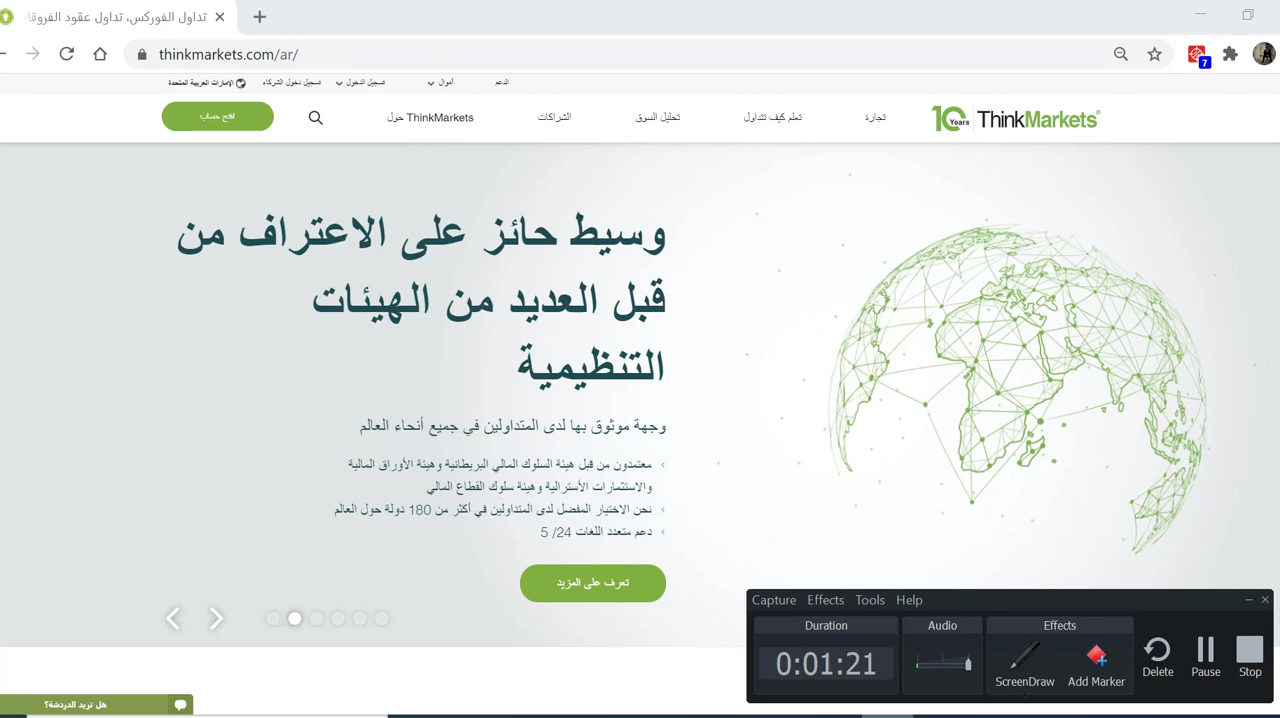 تداول الفوركس، تداول عقود الفروقا
thinkmarkets.com/ar/
7
الدعم
أموال
تسجيل الدخول
تسجيل دخول الشركاء
الإمارات العربية المتحدة
10 Years ThinkMarkets
تجارة
تعلم كيف تتداول
تحليل السوق
الشراكات
حول ThinkMarkets
افتح حساب
وسيط حائز على الاعتراف من
قبل العديد من الهيئات
التنظيمية
وجهة موثوق بها لدى المتداولين في جميع أنحاء العالم
معتمدون من قبل هيئة السلوك المالي البريطانية وهيئة الأوراق المالية
والاستثمارات الأسترالية وهيئة سلوك القطاع المالي
نحن الاختيار المفضل لدى المتداولين في أكثر من 180 دولة حول العالم
دعم متعدد اللغات 24/ 5
تعرف على المزيد
هل تريد الدردشة؟
Capture Effects Tools Help
Duration
0:01:21
Audio
Effects
ScreenDraw
Add Marker
Delete
Pause
Stop